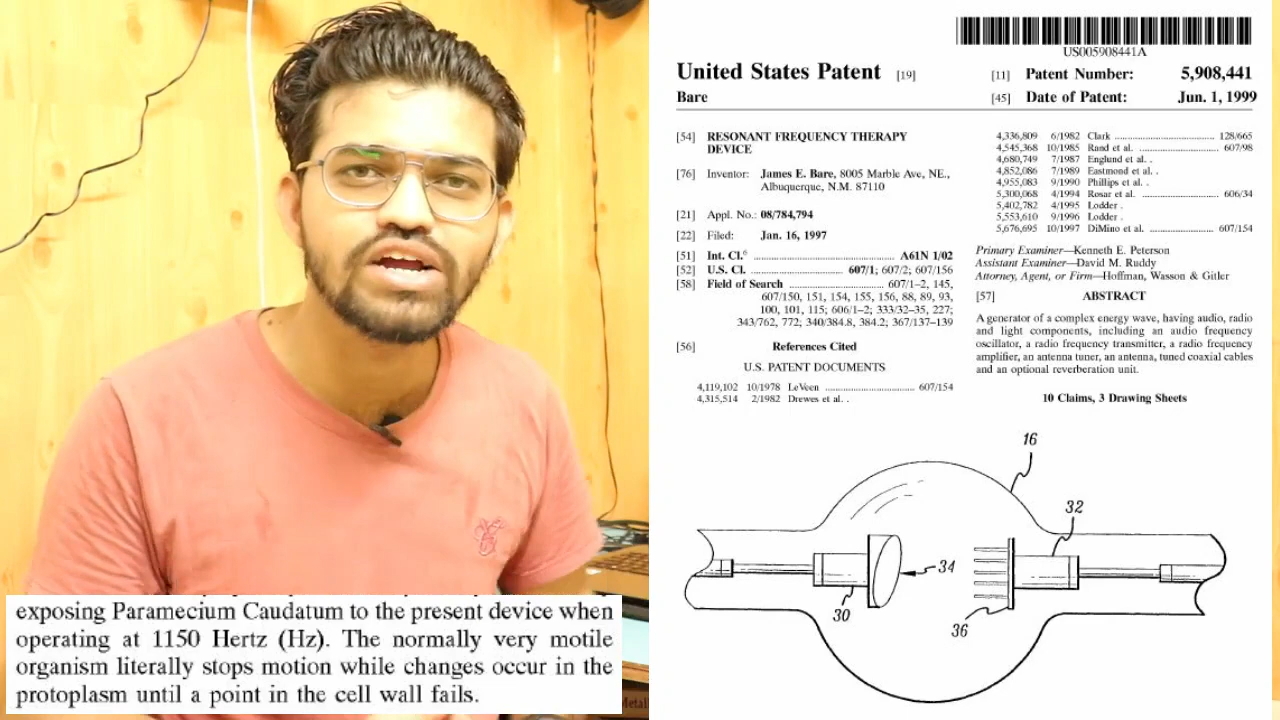 US005908441A
United States Patent [19]
[11] Patent Number: 5,908,441
Bare
[45] Date of Patent: Jun. 1, 1999
[54] RESONANT FREQUENCY THERAPY
DEVICE
[76] Inventor: James E. Bare, 8005 Marble Ave, NE.,
Albuquerque, N.M. 87110
[21] Appl. No.: 08/784,794
[22] Filed: Jan. 16, 1997
[51] Int. Cl.6 ........................................ A61N 1/02
[52] U.S. Cl. ......................... 607/1; 607/2; 607/156
[58] Field of Search ........................... 607/1–2, 145,
607/150, 151, 154, 155, 156, 88, 89, 93,
100, 101, 115; 606/1–2; 333/32–35, 227;
343/762, 772; 340/384.8, 384.2; 367/137–139
[56] References Cited
U.S. PATENT DOCUMENTS
4,119,102 10/1978 LeVeen ................................ 607/154
4,315,514 2/1982 Drewes et al. .
4,336,809 6/1982 Clark ................................ 128/665
4,545,368 10/1985 Rand et al. .......................... 607/98
4,680,749 7/1987 Englund et al. .
4,852,086 7/1989 Eastmond et al. .
4,955,083 9/1990 Phillips et al. .
5,300,068 4/1994 Rosar et al. ......................... 606/34
5,402,782 4/1995 Lodder .
5,553,610 9/1996 Lodder .
5,676,695 10/1997 DiMino et al. ..................... 607/154
Primary Examiner—Kenneth E. Peterson
Assistant Examiner—David M. Ruddy
Attorney, Agent, or Firm—Hoffman, Wasson & Gitler
[57] ABSTRACT
A generator of a complex energy wave, having audio, radio
and light components, including an audio frequency
oscillator, a radio frequency transmitter, a radio frequency
amplifier, an antenna tuner, an antenna, tuned coaxial cables
and an optional reverberation unit.
10 Claims, 3 Drawing Sheets
16
32
34
30
36
exposing Paramecium Caudatum to the present device when
operating at 1150 Hertz (Hz). The normally very motile
organism literally stops motion while changes occur in the
protoplasm until a point in the cell wall fails.